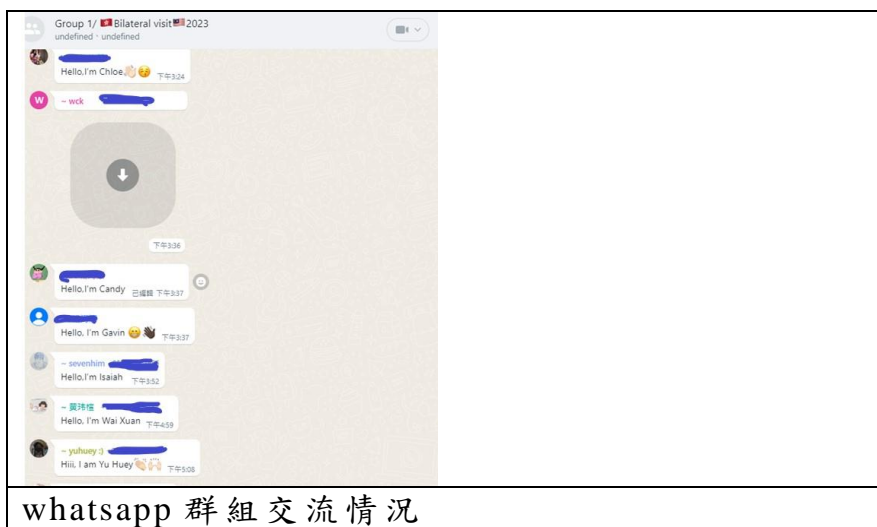 Group 1/ 🇭🇰Bilateral visit🇲🇾2023
undefined · undefined
Hello,I'm Chloe👋🏻😚 下午3:24
W ~ wck
下午3:36
Hello,I'm Candy 已編輯 下午3:37
Hello, I'm Gavin 😁👋🏿 下午3:37
~ sevenhim
Hello,I'm Isaiah 下午3:52
~ 莫玮楦
Hello, I'm Wai Xuan 下午4:59
~ yuhuey :)
Hiii, I am Yu Huey👏🏻🙌🏻 下午5:08
whatsapp 群組交流情況